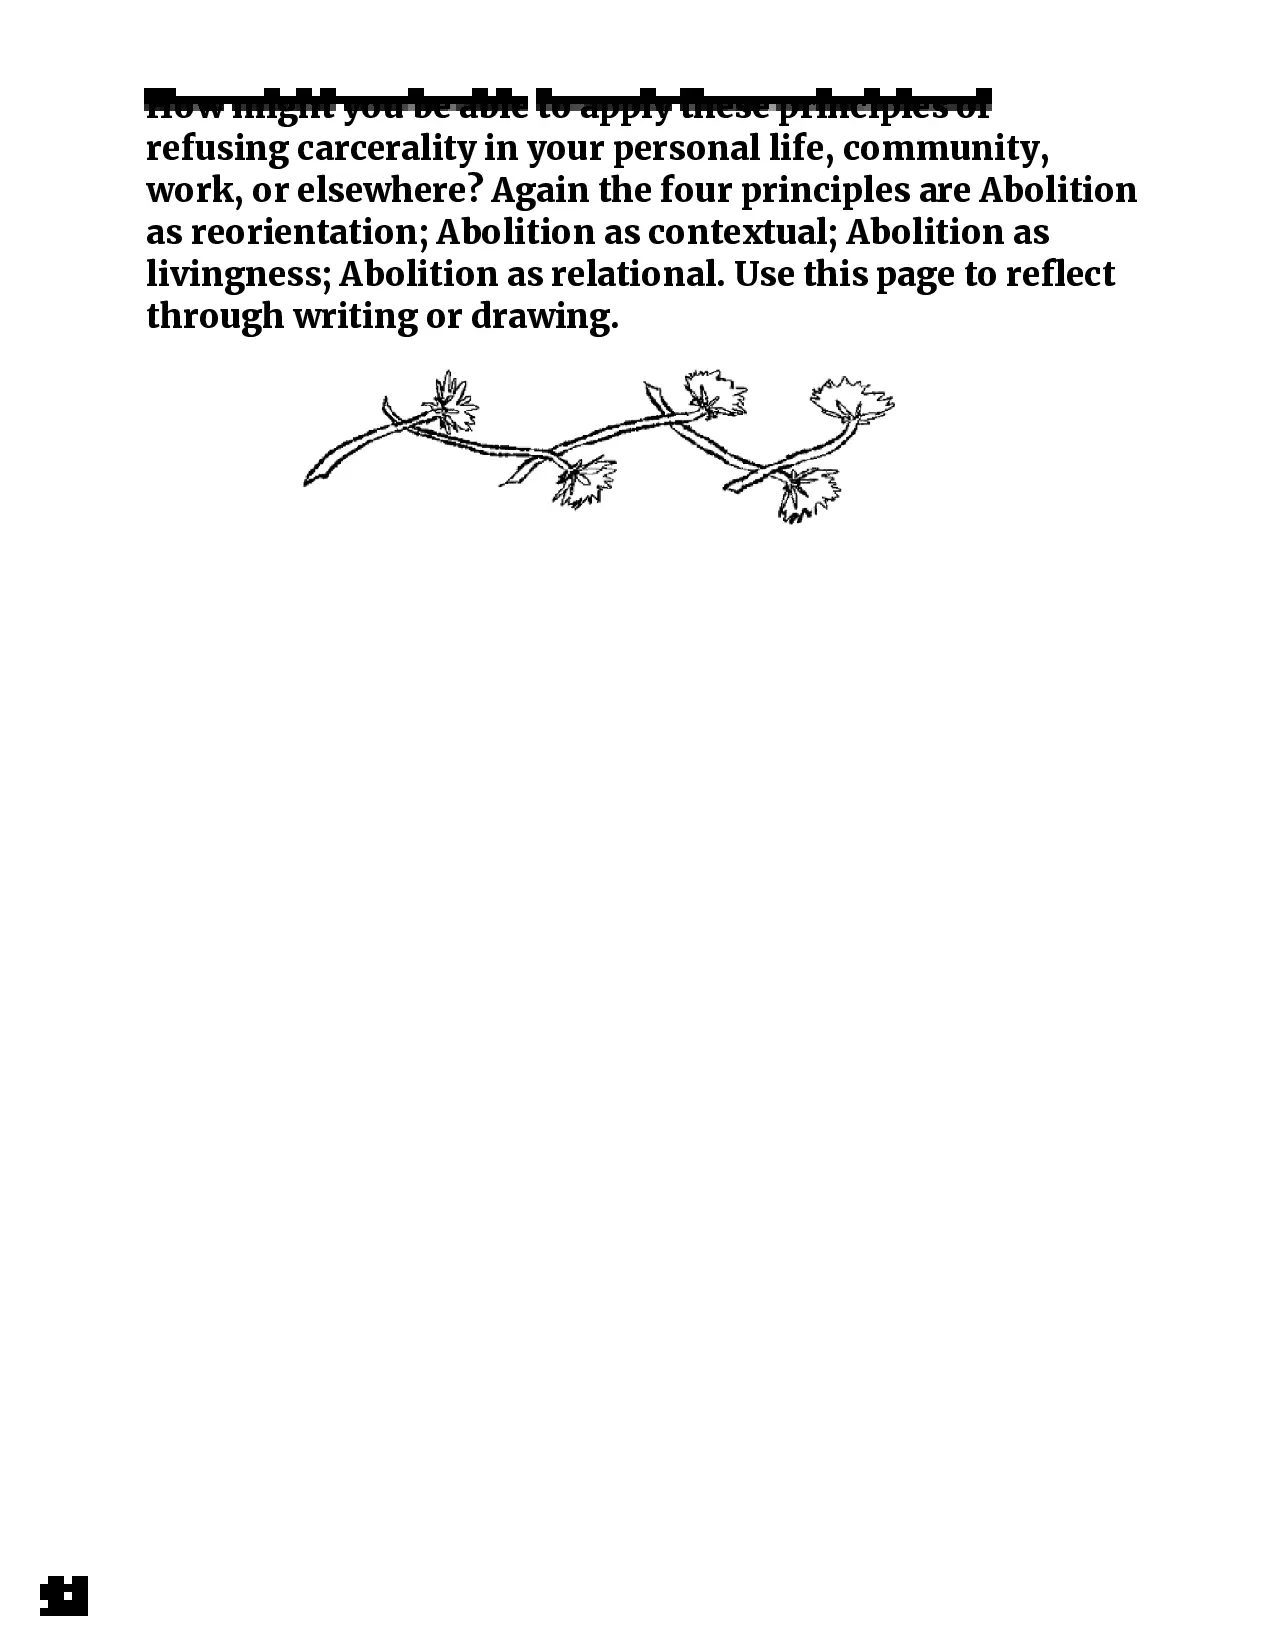 How might you be able to apply these principles of
refusing carcerality in your personal life, community,
work, or elsewhere? Again the four principles are Abolition
as reorientation; Abolition as contextual; Abolition as
livingness; Abolition as relational. Use this page to reflect
through writing or drawing.